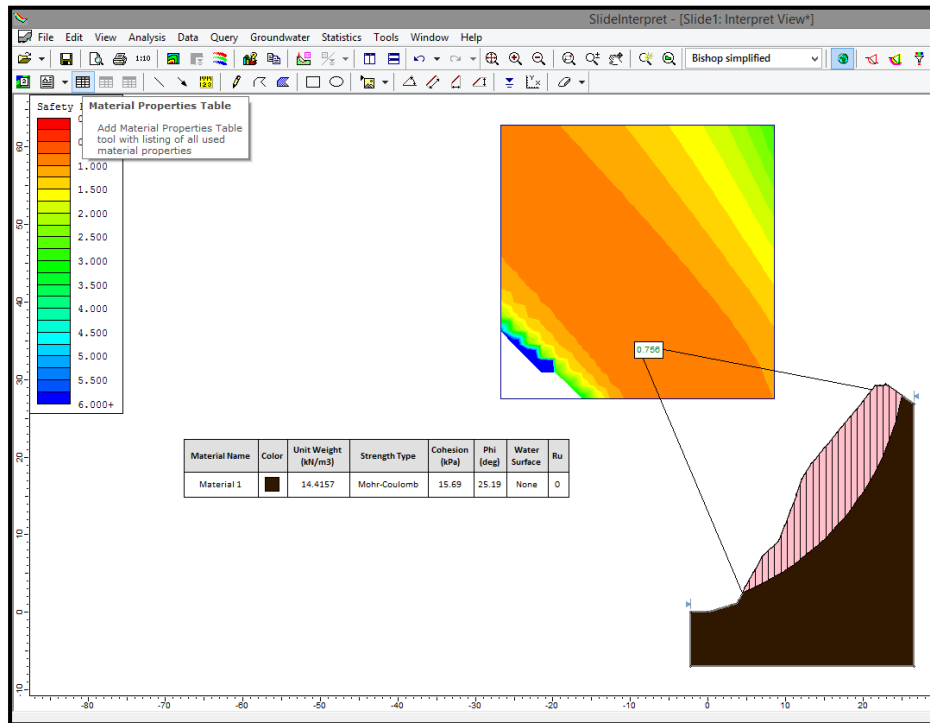 SlideInterpret - [Slide1: Interpret View*]
File Edit View Analysis Data Query Groundwater Statistics Tools Window Help
1:10
Bishop simplified
Material Properties Table
Add Material Properties Table
tool with listing of all used
material properties
Safety
1.000
1.500
2.000
2.500
3.000
3.500
4.000
4.500
5.000
5.500
6.000+
0.756
Material Name Color Unit Weight (kN/m3) Strength Type Cohesion (kPa) Phi (deg) Water Surface Ru
Material 1 14.4157 Mohr-Coulomb 15.69 25.19 None 0
60
50
40
30
20
10
0
-10
-80 -70 -60 -50 -40 -30 -20 -10 0 10 20